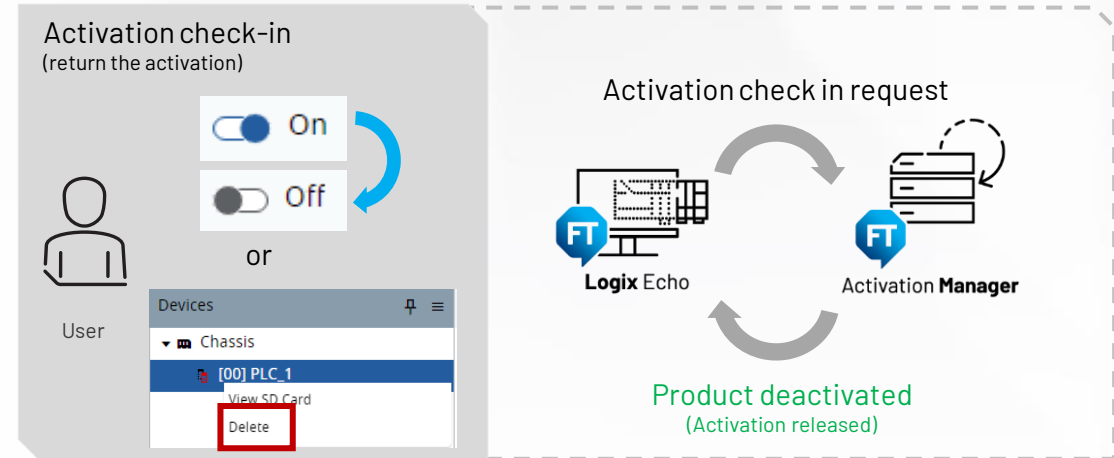 Activation check-in
(return the activation)
On
Off
or
User
Devices
Chassis
[00] PLC_1
View SD Card
Delete
Activation check in request
FT
Logix Echo
FT
Activation Manager
Product deactivated
(Activation released)